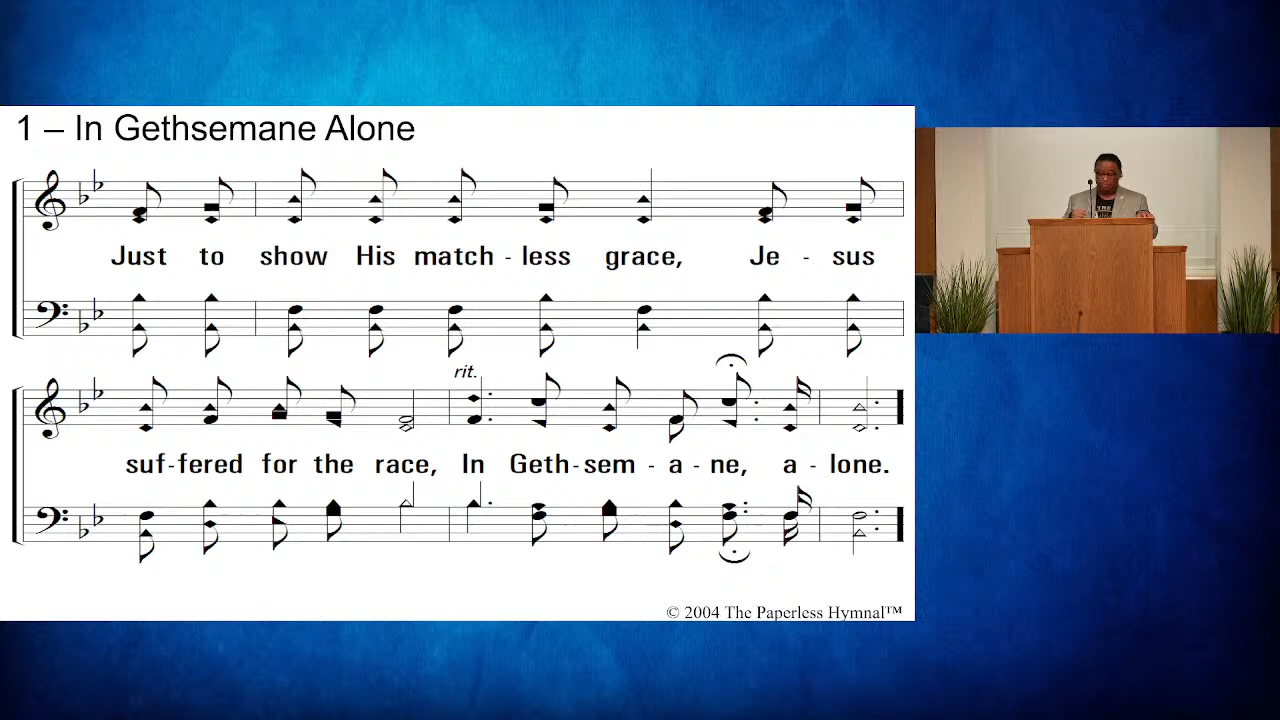 1 – In Gethsemane Alone
Just to show His match - less grace, Je - sus
rit.
suf-fered for the race, In Geth-sem - a - ne, a - lone.
© 2004 The Paperless Hymnal™